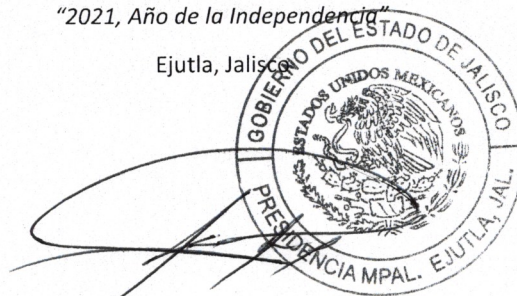 “2021, Año de la Independencia”
Ejutla, Jalisco
GOBIERNO DEL ESTADO DE JALISCO
ESTADOS UNIDOS MEXICANOS
PRESIDENCIA MPAL. EJUTLA, JAL.